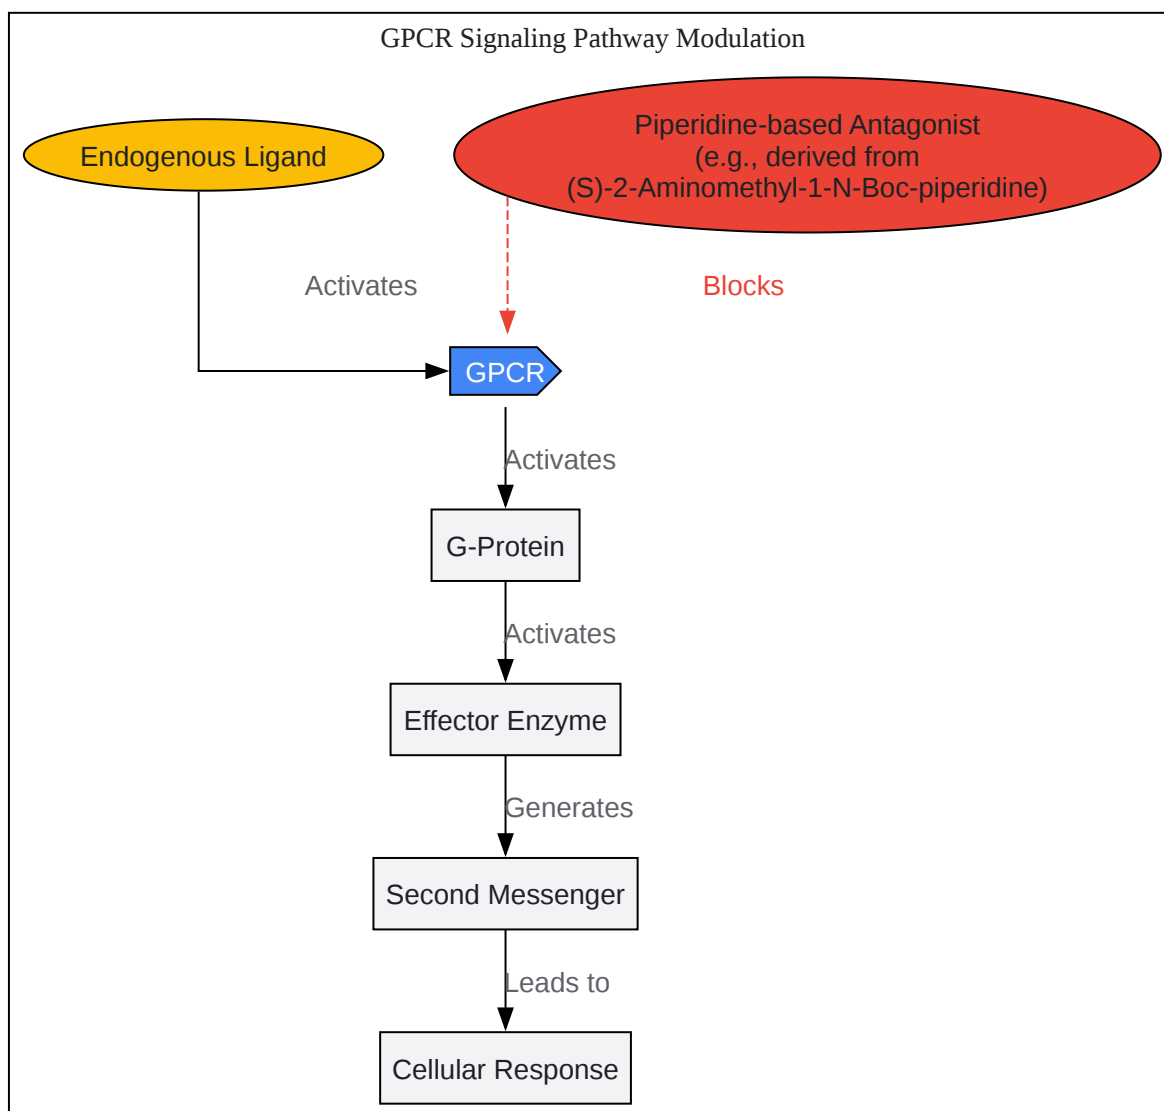 GPCR Signaling Pathway Modulation
Endogenous Ligand
Piperidine-based Antagonist
(e.g., derived from
(S)-2-Aminomethyl-1-N-Boc-piperidine)
Activates
Blocks
GPCR
Activates
G-Protein
Activates
Effector Enzyme
Generates
Second Messenger
Leads to
Cellular Response